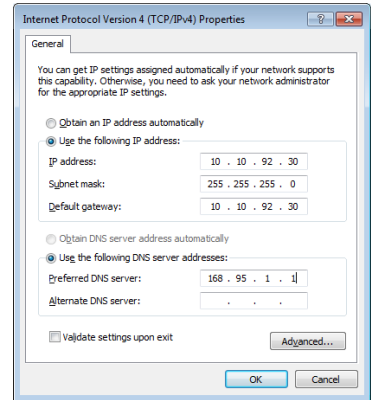 Internet Protocol Version 4 (TCP/IPv4) Properties
General
You can get IP settings assigned automatically if your network supports
this capability. Otherwise, you need to ask your network administrator
for the appropriate IP settings.
Obtain an IP address automatically
Use the following IP address:
IP address: 10 . 10 . 92 . 30
Subnet mask: 255 . 255 . 255 . 0
Default gateway: 10 . 10 . 92 . 30
Obtain DNS server address automatically
Use the following DNS server addresses:
Preferred DNS server: 168 . 95 . 1 . 1
Alternate DNS server: . . .
Validate settings upon exit
Advanced...
OK Cancel